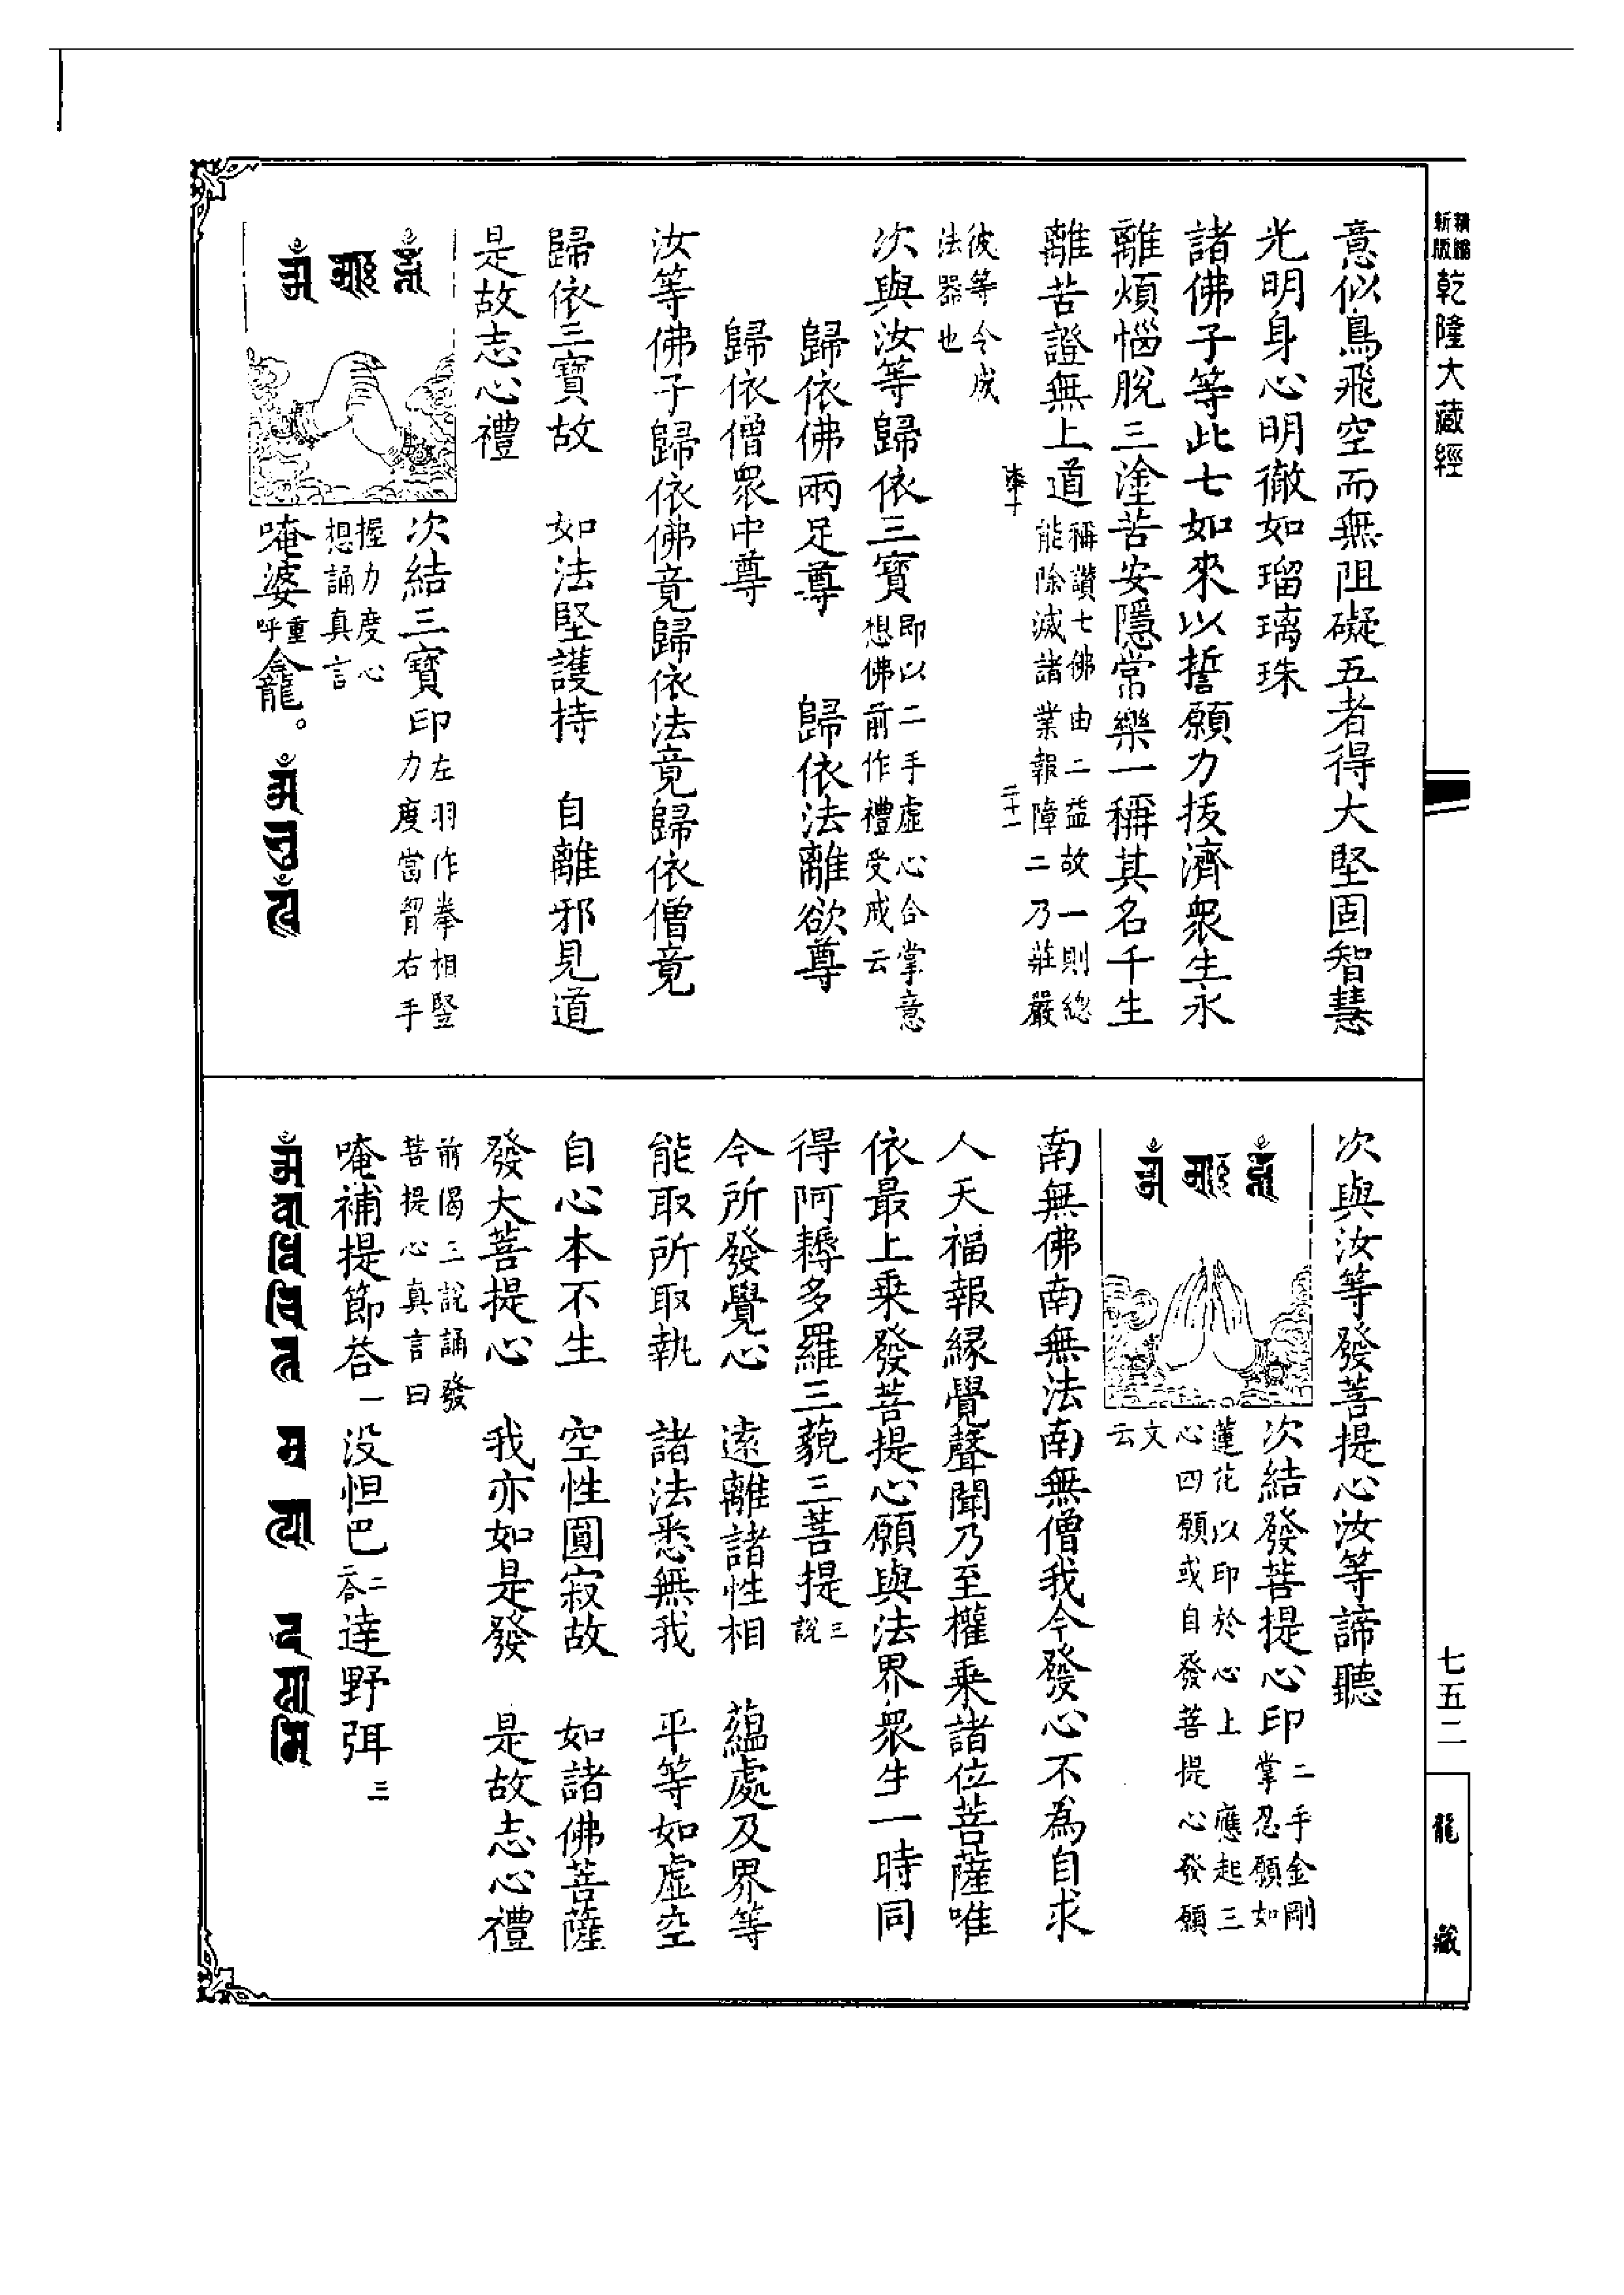 新版精縮乾隆大藏經
七五二
龍藏
意似鳥飛空而無阻礙五者得大堅固智慧
光明身心明徹如瑠璃珠
諸佛子等此七如來以誓願力拔濟衆生永
離煩惱脫三塗苦安隱常樂一稱其名千生
離苦證無上道稱讚七佛由二益故一則總
能除滅諸業報障二乃莊嚴
二十一
彼等令成
法器也
次與汝等歸依三寶即以二手虛心合掌意
想佛前作禮受戒云
歸依佛兩足尊 歸依法離欲尊
歸依僧衆中尊
汝等佛子歸依佛竟歸依法竟歸依僧竟
歸依三寶故 如法堅護持 自離邪見道
是故志心禮
次結三寶印左羽作拳相豎
力度當胷右手
握力度心
想誦真言
唵婆重呼龕。
次與汝等發菩提心汝等諦聽
次結發菩提心印二手金剛
掌忍願如
蓮花以印於心上應起三
心四願或自發菩提心發願
文
云
南無佛南無法南無僧我今發心不為自求
人天福報緣覺聲聞乃至權乘諸位菩薩唯
依最上乘發菩提心願與法界衆生一時同
得阿耨多羅三藐三菩提三說
今所發覺心 遠離諸性相 蘊處及界等
能取所取執 諸法悉無我 平等如虛空
自心本不生 空性圓寂故 如諸佛菩薩
發大菩提心 我亦如是發 是故志心禮
前偈三說誦發
菩提心真言曰
唵補提節荅一没怛巴二二合達野弭三